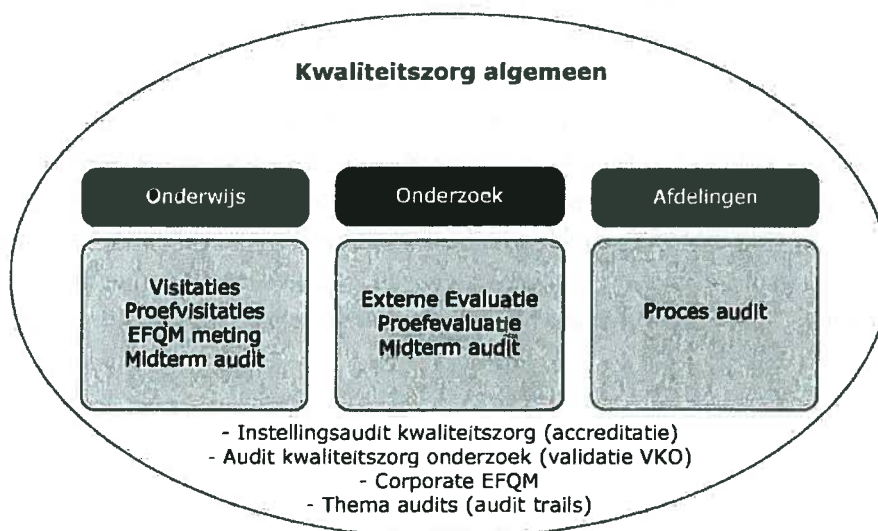 Kwaliteitszorg algemeen
Onderwijs
Visitaties
Proefvisitaties
EFQM meting
Midterm audit
Onderzoek
Externe Evaluatie
Proefevaluatie
Midterm audit
Afdelingen
Proces audit
- Instellingsaudit kwaliteitszorg (accreditatie)
- Audit kwaliteitszorg onderzoek (validatie VKO)
- Corporate EFQM
- Thema audits (audit trails)